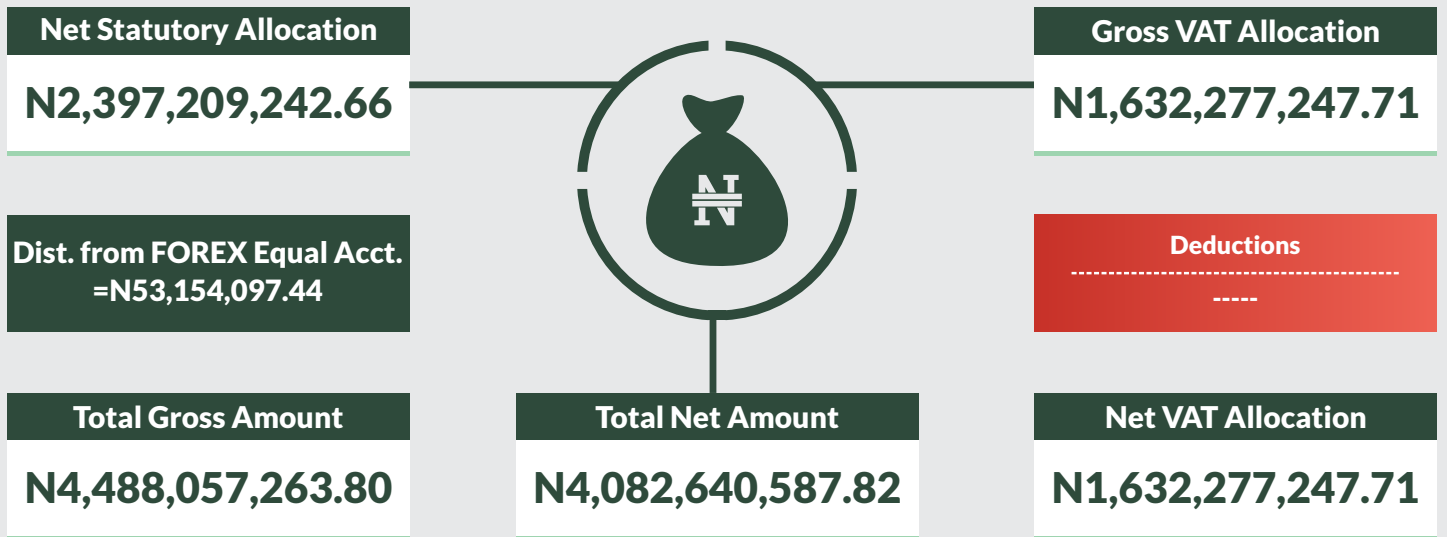 Net Statutory Allocation
N2,397,209,242.66
Gross VAT Allocation
N1,632,277,247.71
₦
Dist. from FOREX Equal Acct.
=N53,154,097.44
Deductions
--------------------------------------------
-----
Total Gross Amount
N4,488,057,263.80
Total Net Amount
N4,082,640,587.82
Net VAT Allocation
N1,632,277,247.71